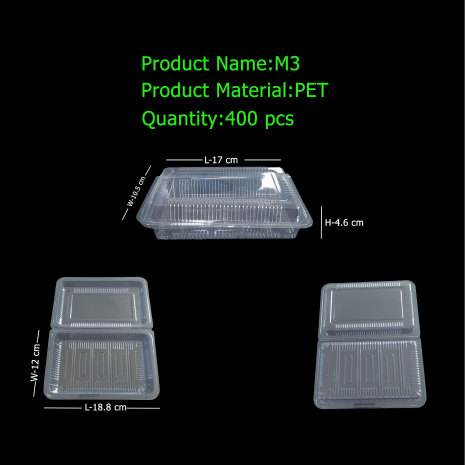 Product Name:M3
Product Material:PET
Quantity:400 pcs
L-17 cm
W-10.5 cm
H-4.6 cm
W-12 cm
L-18.8 cm